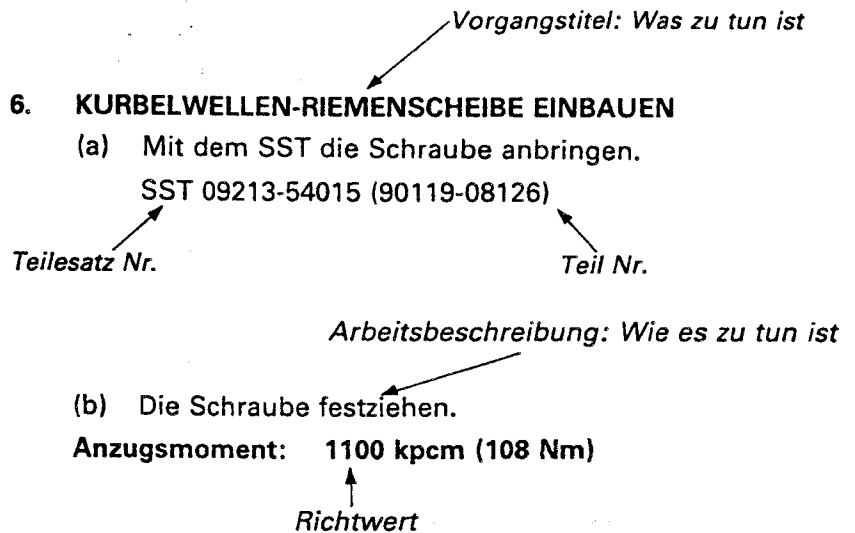 Vorgangstitel: Was zu tun ist
6. KURBELWELLEN-RIEMENSCHEIBE EINBAUEN
(a) Mit dem SST die Schraube anbringen.
SST 09213-54015 (90119-08126)
Teilesatz Nr. Teil Nr.
Arbeitsbeschreibung: Wie es zu tun ist
(b) Die Schraube festziehen.
Anzugsmoment: 1100 kpcm (108 Nm)
Richtwert